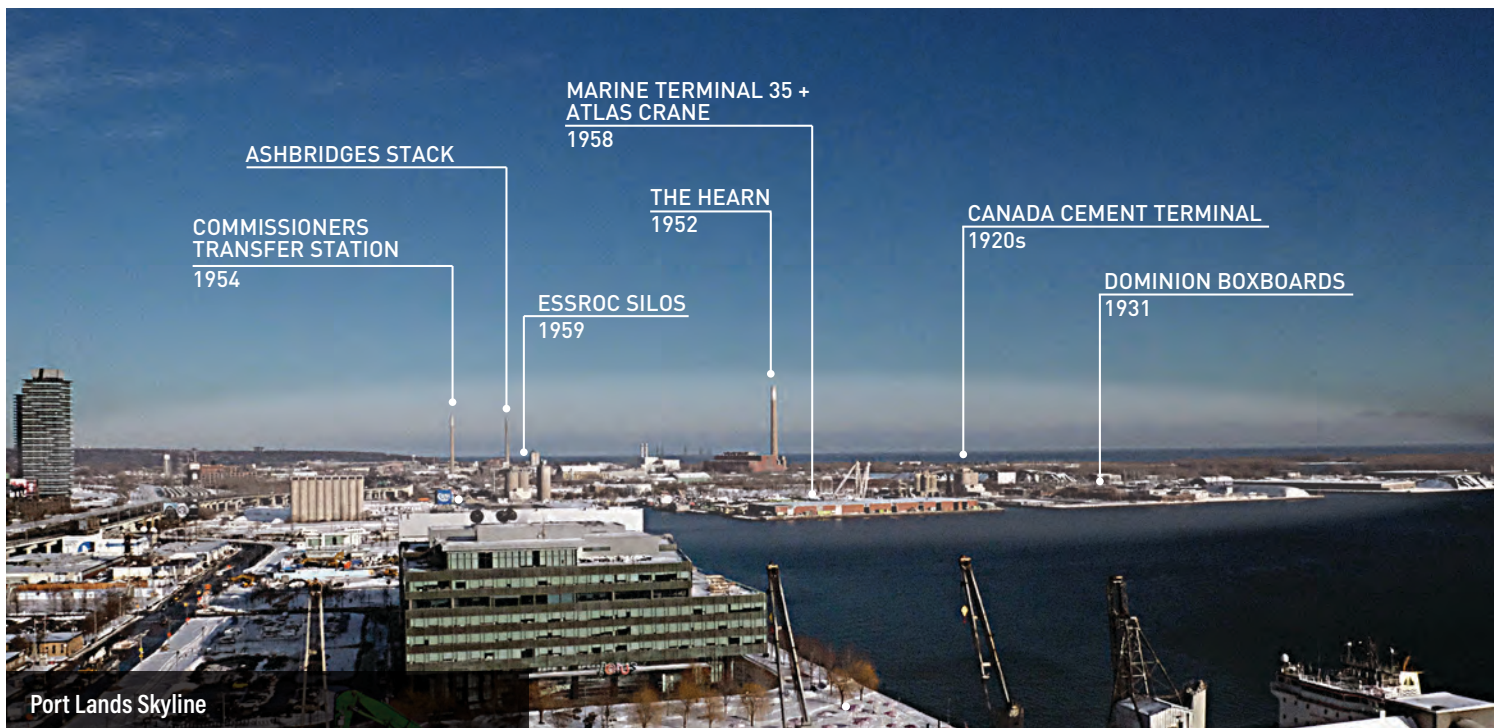 MARINE TERMINAL 35 +
ATLAS CRANE
1958
ASHBRIDGES STACK
THE HEARN
1952
CANADA CEMENT TERMINAL
1920s
COMMISSIONERS
TRANSFER STATION
1954
ESSROC SILOS
1959
DOMINION BOXBOARDS
1931
Port Lands Skyline